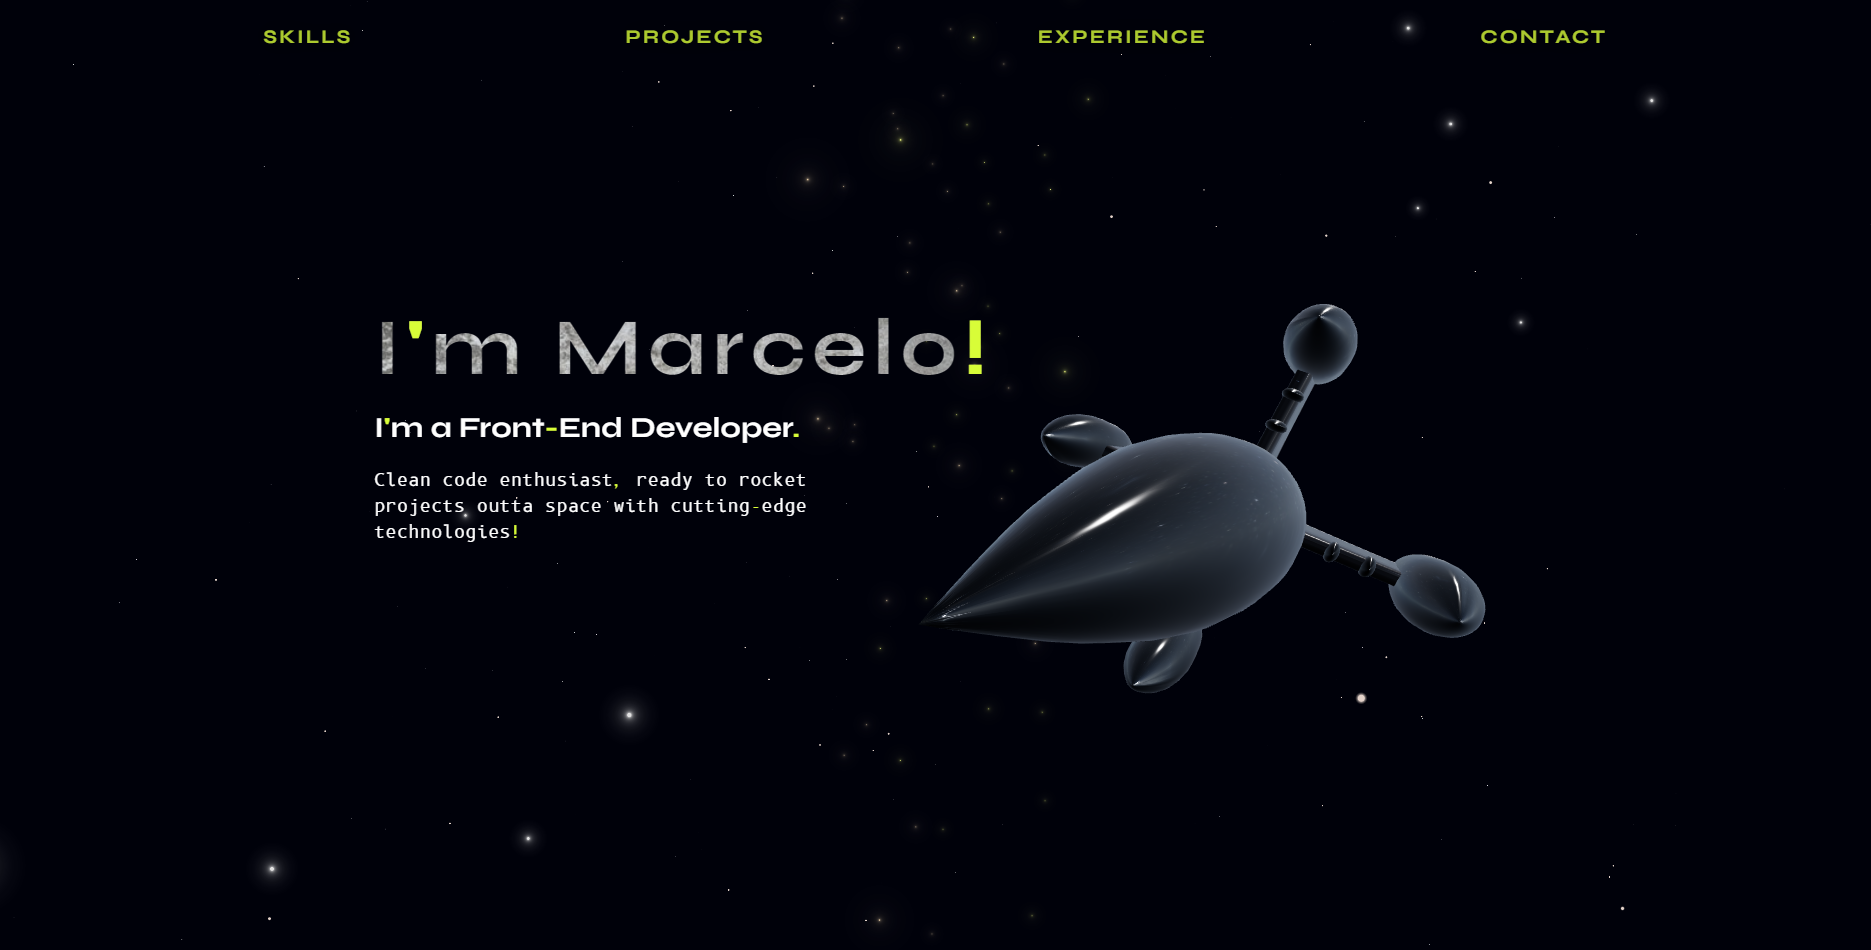 SKILLS PROJECTS EXPERIENCE CONTACT
I'm Marcelo!
I'm a Front-End Developer.
Clean code enthusiast, ready to rocket
projects outta space with cutting-edge
technologies!